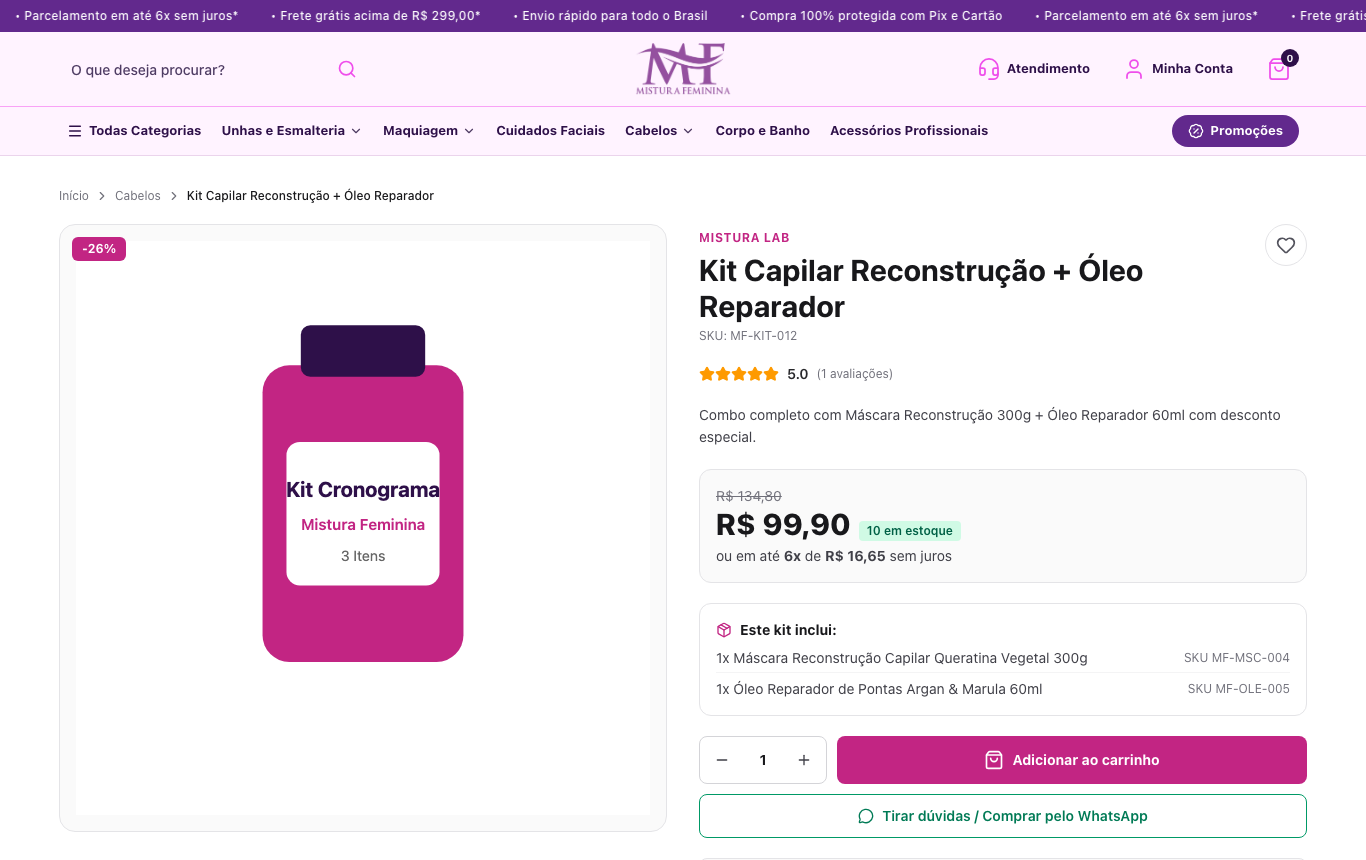 • Parcelamento em até 6x sem juros* • Frete grátis acima de R$ 299,00* • Envio rápido para todo o Brasil • Compra 100% protegida com Pix e Cartão • Parcelamento em até 6x sem juros* • Frete grátis
O que deseja procurar?
MF
MISTURA FEMININA
Atendimento
Minha Conta
0
Todas Categorias
Unhas e Esmalteria
Maquiagem
Cuidados Faciais
Cabelos
Corpo e Banho
Acessórios Profissionais
Promoções
Início > Cabelos > Kit Capilar Reconstrução + Óleo Reparador
-26%
Kit Cronograma
Mistura Feminina
3 Itens
MISTURA LAB
Kit Capilar Reconstrução + Óleo
Reparador
SKU: MF-KIT-012
5.0 (1 avaliações)
Combo completo com Máscara Reconstrução 300g + Óleo Reparador 60ml com desconto
especial.
R$ 134,80
R$ 99,90 10 em estoque
ou em até 6x de R$ 16,65 sem juros
Este kit inclui:
1x Máscara Reconstrução Capilar Queratina Vegetal 300g SKU MF-MSC-004
1x Óleo Reparador de Pontas Argan & Marula 60ml SKU MF-OLE-005
− 1 +
Adicionar ao carrinho
Tirar dúvidas / Comprar pelo WhatsApp